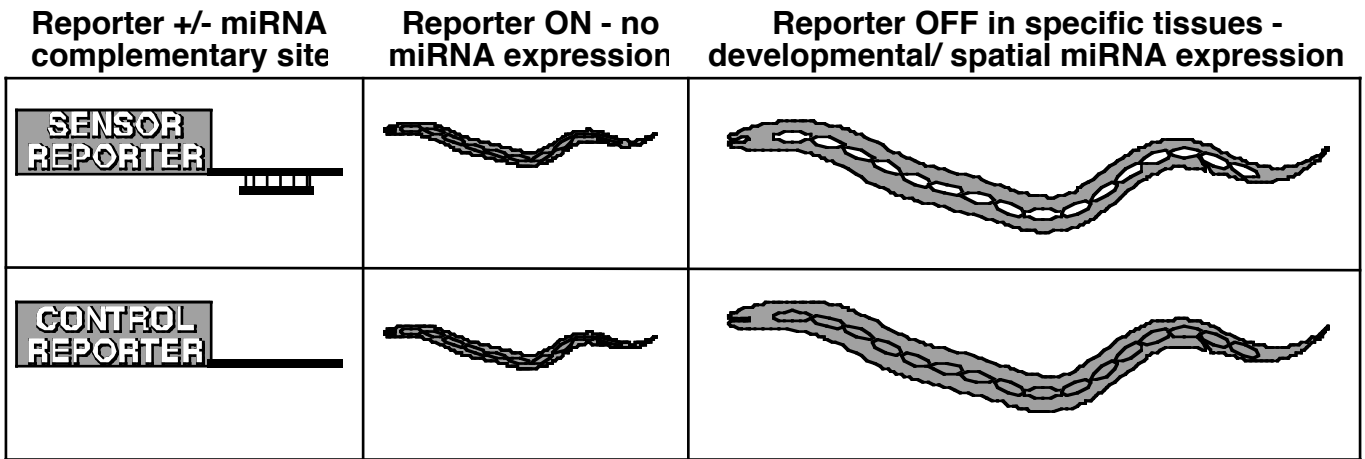 Reporter +/- miRNA
complementary site
Reporter ON - no
miRNA expression
Reporter OFF in specific tissues -
developmental/ spatial miRNA expression
SENSOR
REPORTER
CONTROL
REPORTER